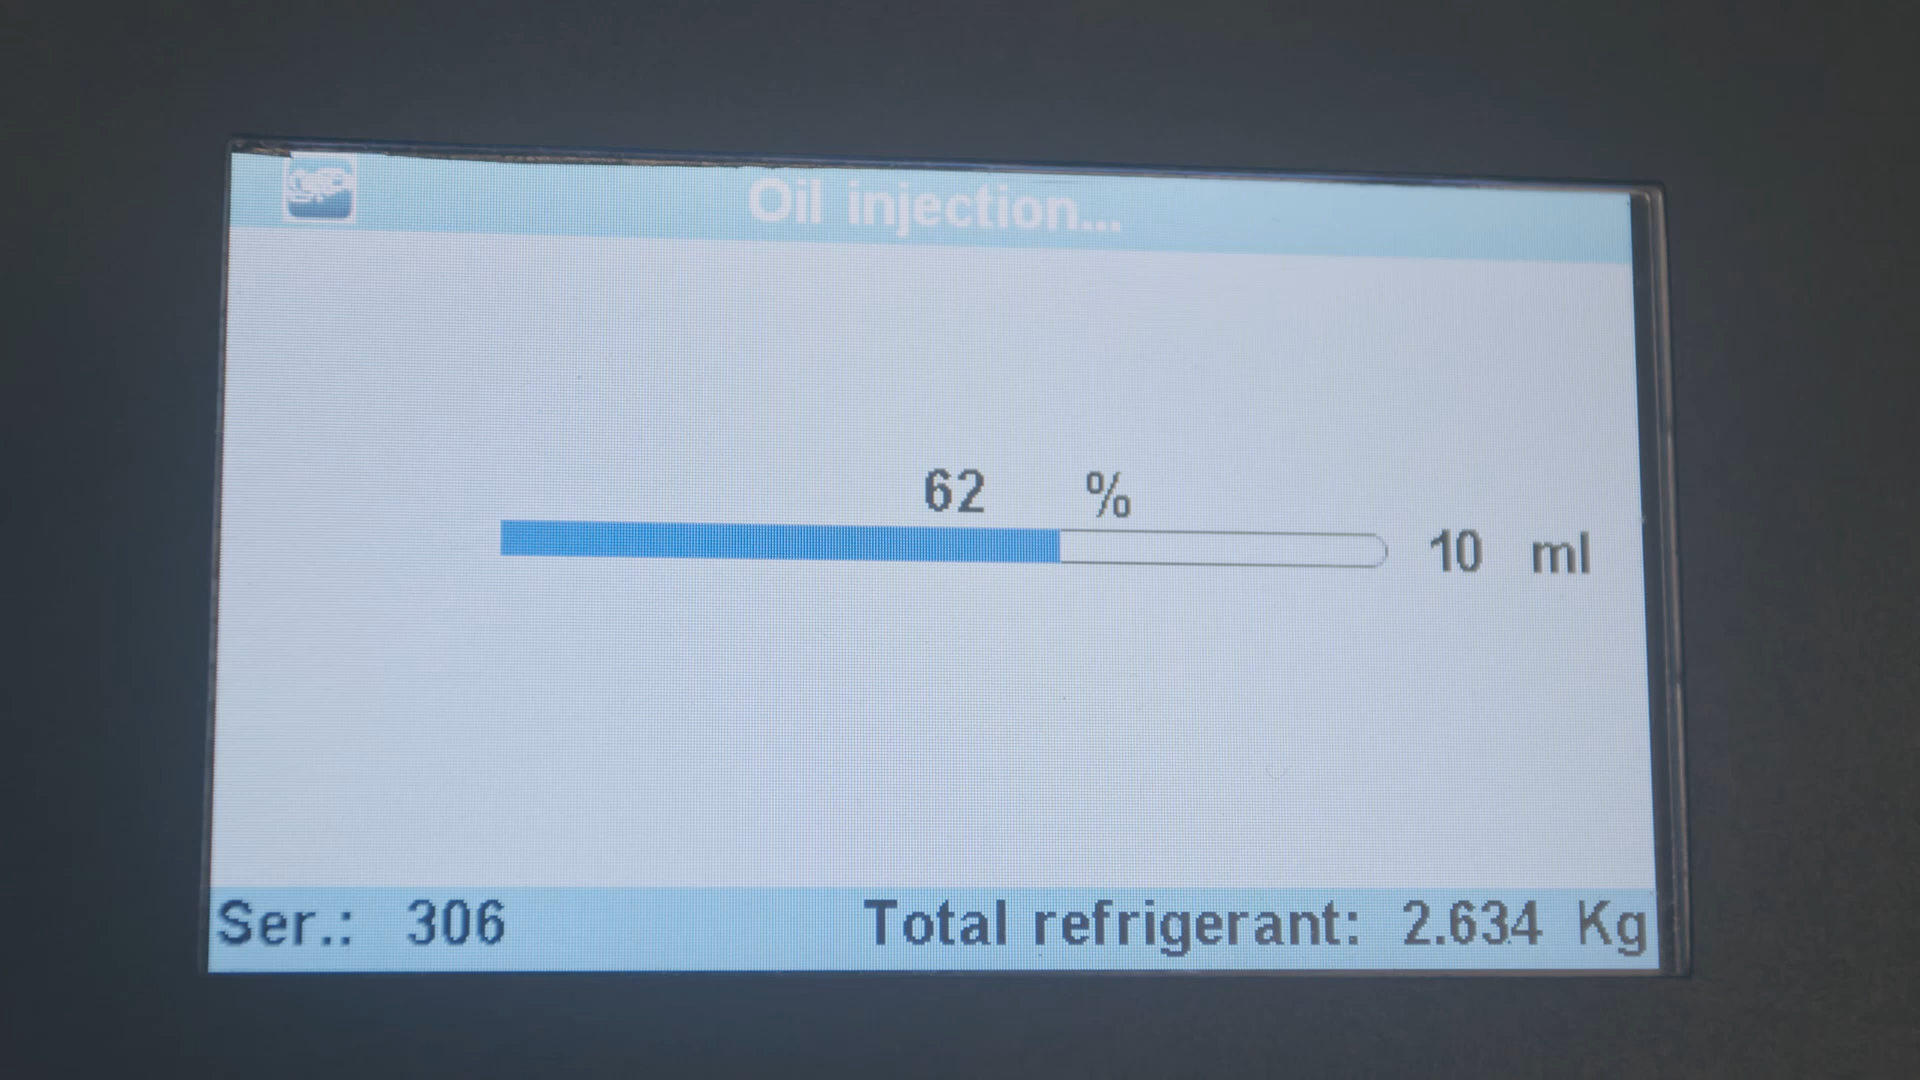 Oil injection...
62 %
10 ml
Ser.: 306 Total refrigerant: 2.634 Kg